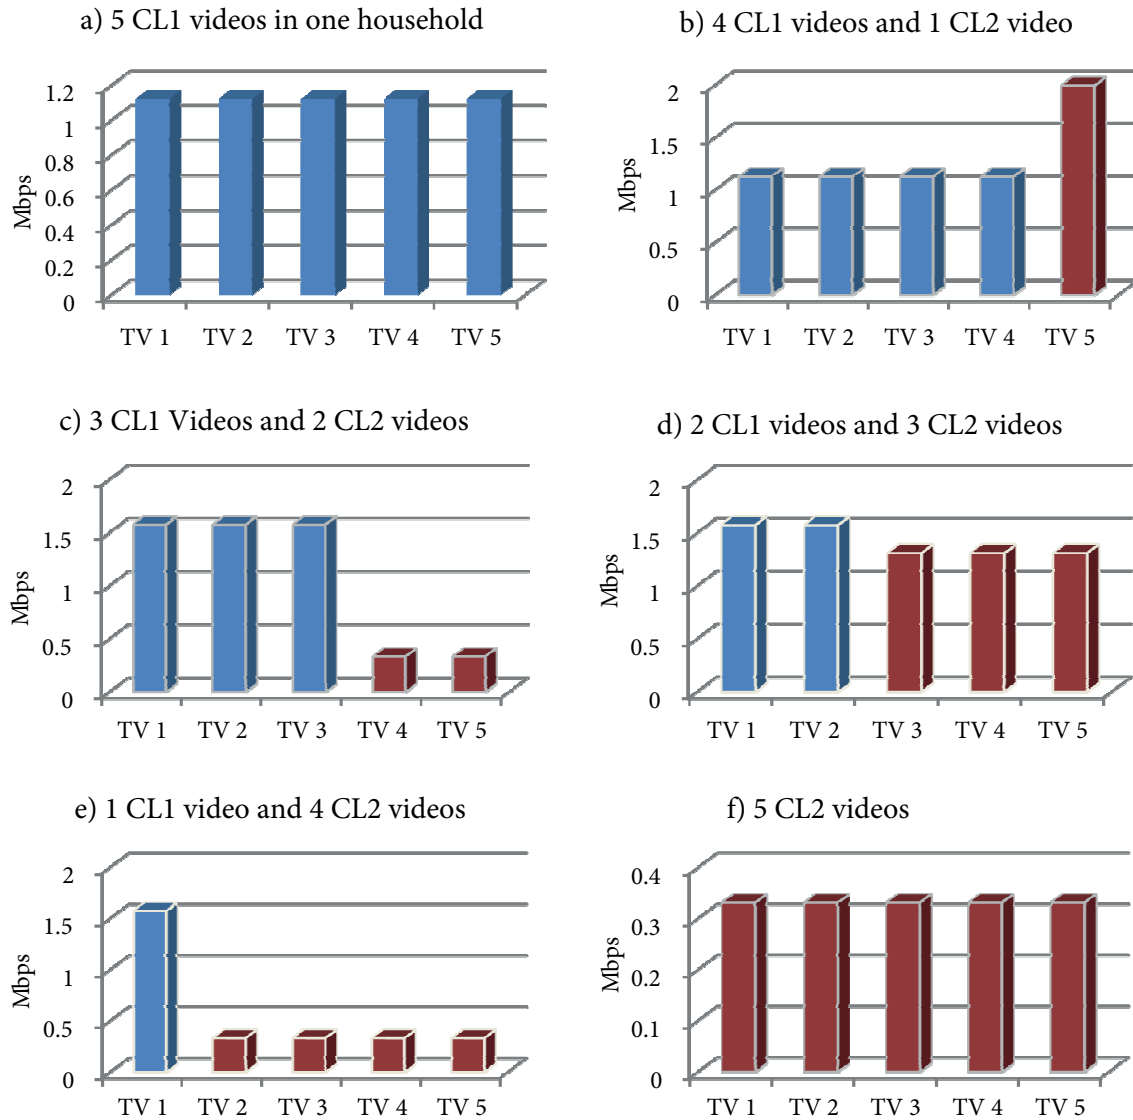 a) 5 CL1 videos in one household
1.2
1
0.8
0.6
0.4
0.2
0
Mbps
TV 1 TV 2 TV 3 TV 4 TV 5
b) 4 CL1 videos and 1 CL2 video
2
1.5
1
0.5
0
Mbps
TV 1 TV 2 TV 3 TV 4 TV 5
c) 3 CL1 Videos and 2 CL2 videos
2
1.5
1
0.5
0
Mbps
TV 1 TV 2 TV 3 TV 4 TV 5
d) 2 CL1 videos and 3 CL2 videos
2
1.5
1
0.5
0
Mbps
TV 1 TV 2 TV 3 TV 4 TV 5
e) 1 CL1 video and 4 CL2 videos
2
1.5
1
0.5
0
Mbps
TV 1 TV 2 TV 3 TV 4 TV 5
f) 5 CL2 videos
0.4
0.3
0.2
0.1
0
Mbps
TV 1 TV 2 TV 3 TV 4 TV 5